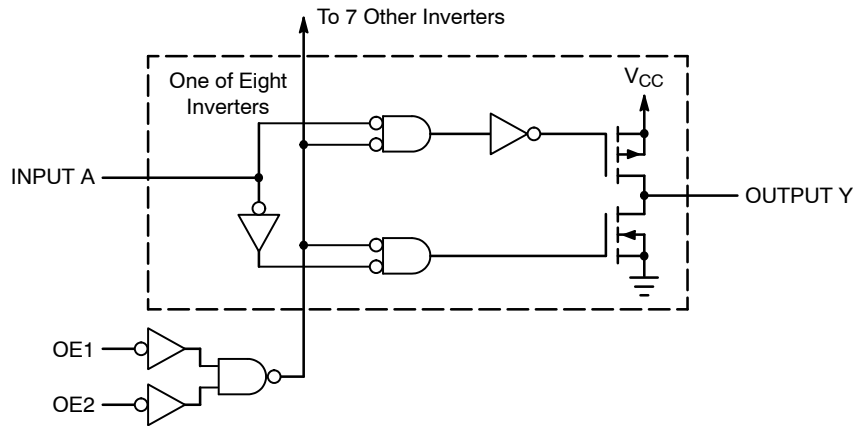 To 7 Other Inverters
One of Eight
Inverters
VCC
INPUT A
OUTPUT Y
OE1
OE2